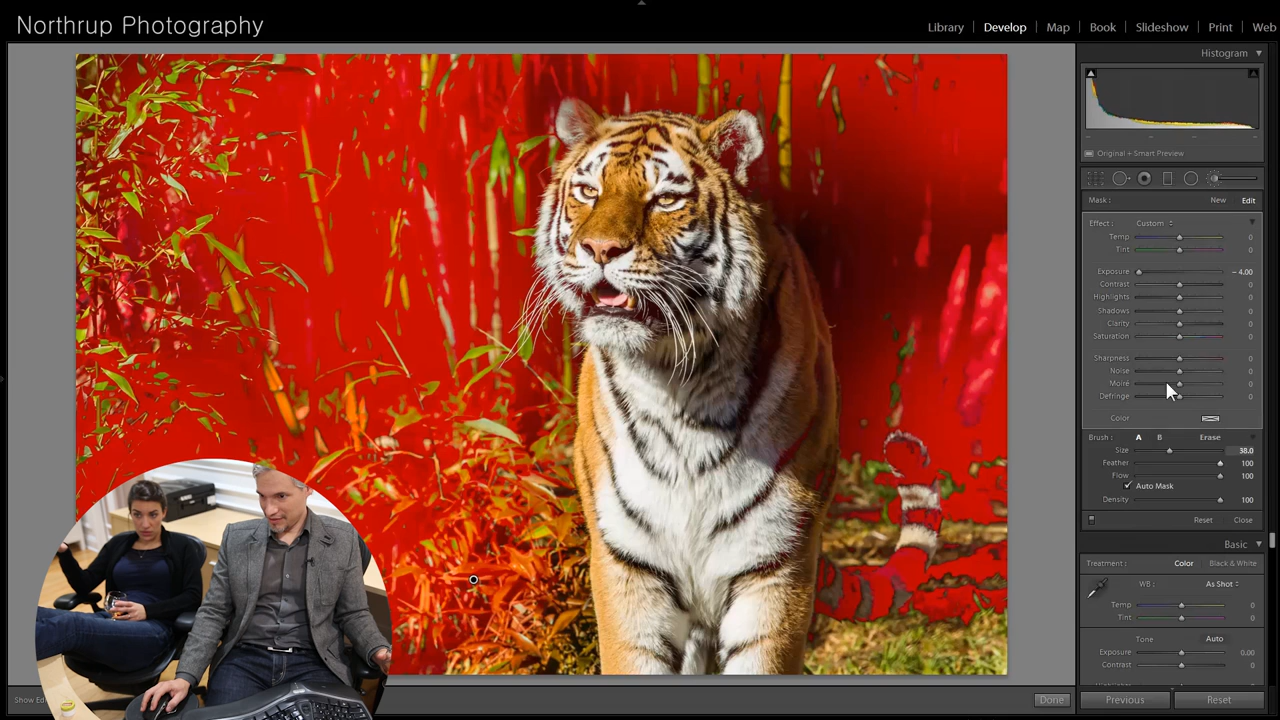 Northrup Photography
Library Develop Map Book Slideshow Print Web
Histogram
Original + Smart Preview
Mask : New Edit
Effect : Custom
Temp 0
Tint 0
Exposure – 4.00
Contrast 0
Highlights 0
Shadows 0
Clarity 0
Saturation 0
Sharpness 0
Noise 0
Moiré 0
Defringe 0
Color
Brush : A B Erase
Size 38.0
Feather 100
Flow 100
Auto Mask
Density 100
Reset Close
Basic
Treatment : Color Black & White
WB : As Shot
Temp 0
Tint 0
Tone Auto
Exposure 0.00
Contrast 0
Show Ed
Done
Previous Reset